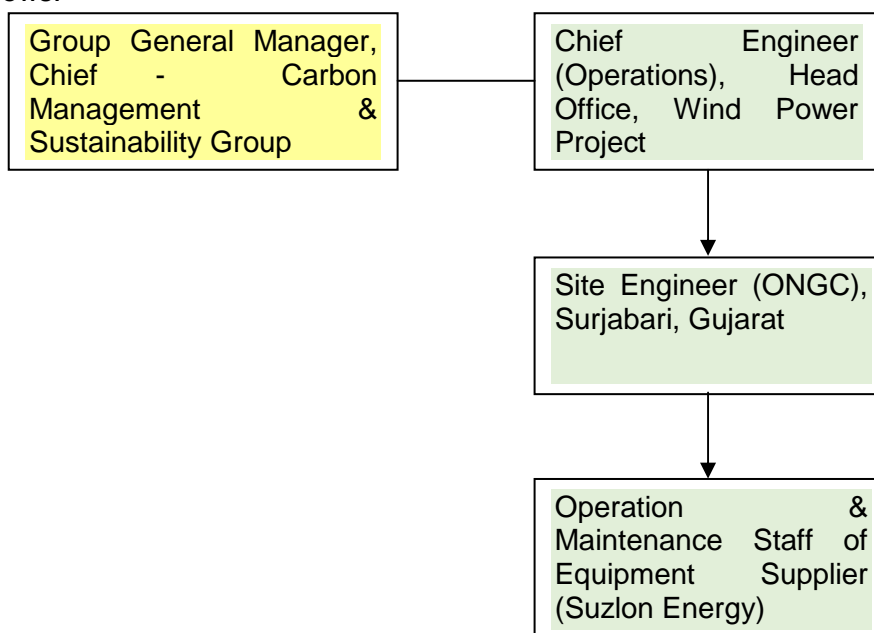 Group General Manager,
Chief - Carbon
Management &
Sustainability Group
Chief Engineer
(Operations), Head
Office, Wind Power
Project
Site Engineer (ONGC),
Surjabari, Gujarat
Operation &
Maintenance Staff of
Equipment Supplier
(Suzlon Energy)